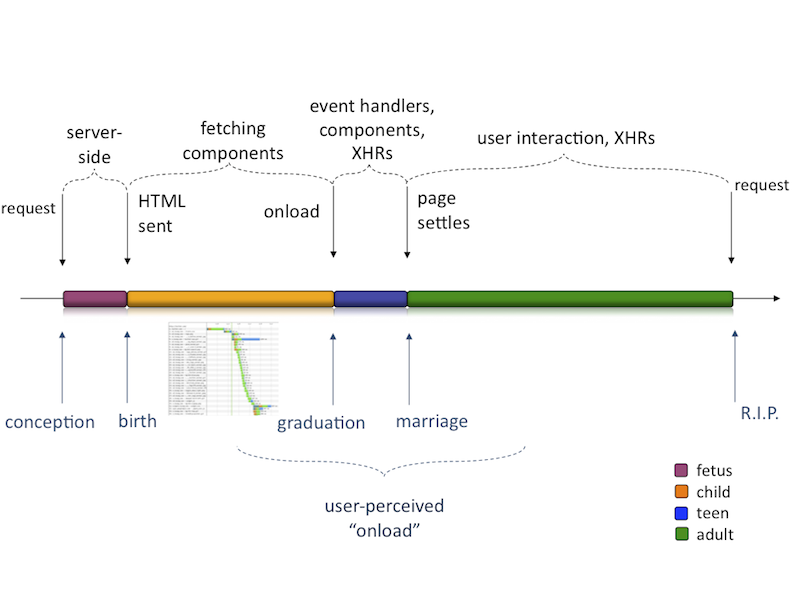 event handlers,
components,
XHRs
server-
side
fetching
components
user interaction, XHRs
request
HTML
sent
onload
page
settles
request
conception
birth
graduation
marriage
R.I.P.
user-perceived
“onload”
fetus
child
teen
adult